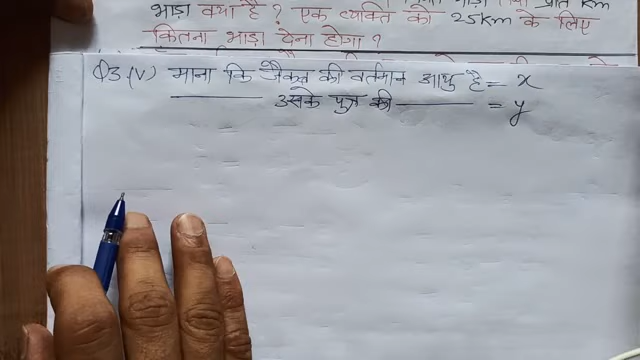 भाड़ा क्या है ? एक व्यक्ति को 25km के लिए
कितना भाड़ा देना होगा ?
Q3 (V) माना कि जैकब की वर्तमान आयु है = x
——— उसके पुत्र की ——— = y